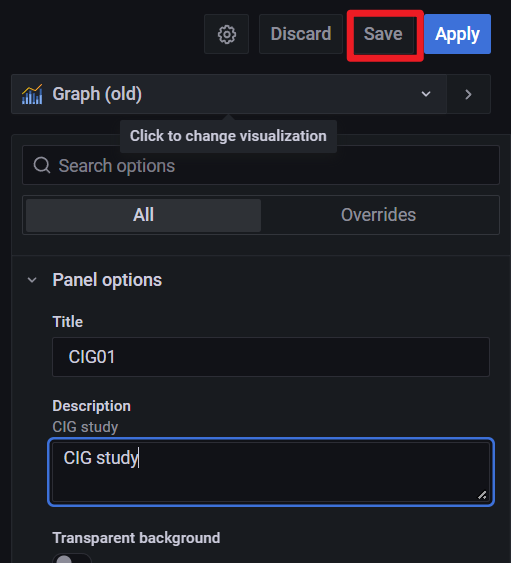 Discard Save Apply
Graph (old)
Click to change visualization
Search options
All Overrides
Panel options
Title
CIG01
Description
CIG study
CIG study
Transparent background